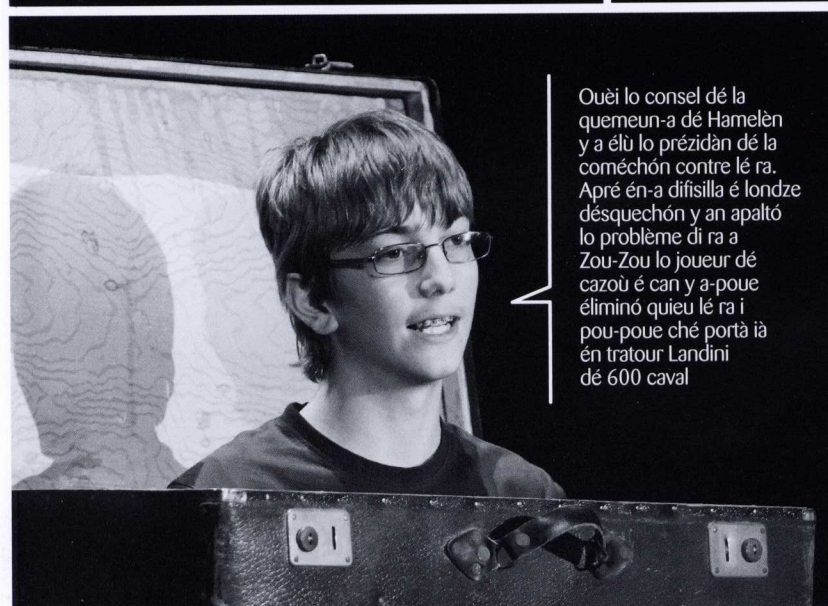 Ouèi lo consel dé la
quemeun-a dé Hamelèn
y a élù lo prézidàn dé la
coméchón contre lé ra.
Apré én-a difisilla é londze
désquechón y an apaltó
lo problème di ra a
Zou-Zou lo joueur dé
cazoù é can y a-poue
éliminó quieu lé ra i
pou-poue ché portà ià
én tratour Landini
dé 600 caval